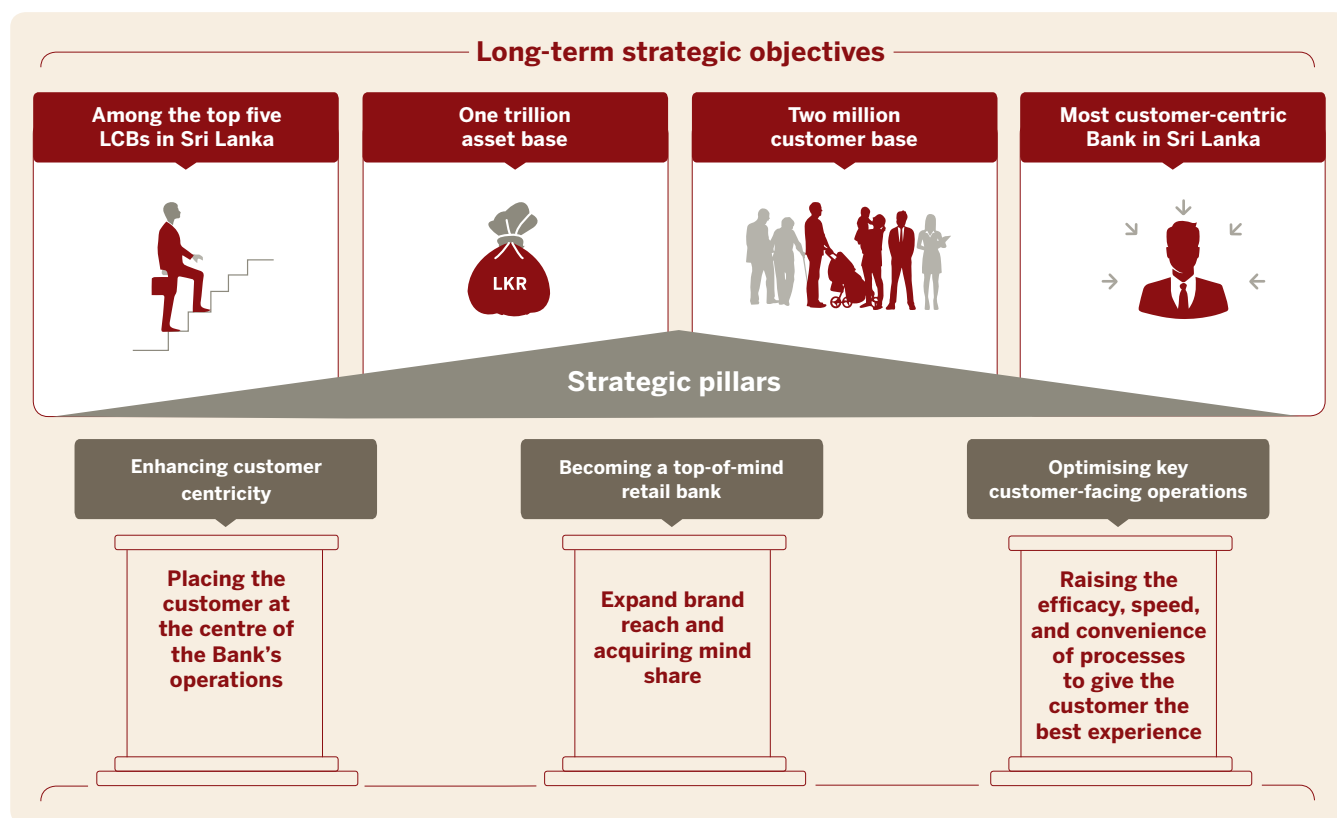 Long-term strategic objectives
Among the top five
LCBs in Sri Lanka
One trillion
asset base
Two million
customer base
Most customer-centric
Bank in Sri Lanka
LKR
Strategic pillars
Enhancing customer
centricity
Becoming a top-of-mind
retail bank
Optimising key
customer-facing operations
Placing the
customer at
the centre of
the Bank's
operations
Expand brand
reach and
acquiring mind
share
Raising the
efficacy, speed,
and convenience
of processes
to give the
customer the
best experience